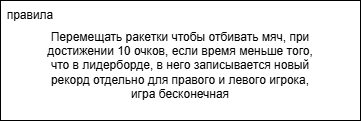 правила
Перемещать ракетки чтобы отбивать мяч, при
достижении 10 очков, если время меньше того,
что в лидерборде, в него записывается новый
рекорд отдельно для правого и левого игрока,
игра бесконечная